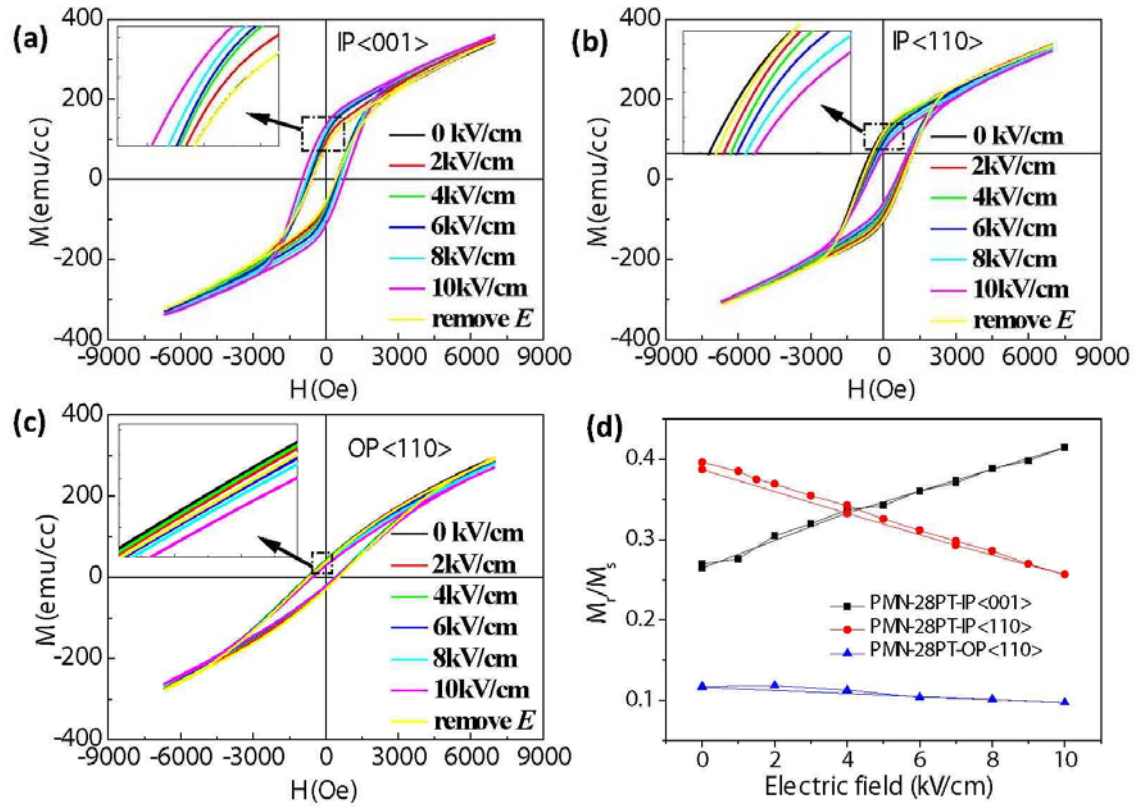 (a)
IP<001>
400
200
0
-200
-400
M(emu/cc)
0 kV/cm
2kV/cm
4kV/cm
6kV/cm
8kV/cm
10kV/cm
remove E
-9000 -6000 -3000 0 3000 6000 9000
H(Oe)
(b)
IP<110>
400
200
0
-200
-400
M(emu/cc)
0 kV/cm
2kV/cm
4kV/cm
6kV/cm
8kV/cm
10kV/cm
remove E
-9000 -6000 -3000 0 3000 6000 9000
H(Oe)
(c)
OP<110>
400
200
0
-200
-400
M(emu/cc)
0 kV/cm
2kV/cm
4kV/cm
6kV/cm
8kV/cm
10kV/cm
remove E
-9000 -6000 -3000 0 3000 6000 9000
H(Oe)
(d)
0.4
0.3
0.2
0.1
Mr/Ms
PMN-28PT-IP<001>
PMN-28PT-IP<110>
PMN-28PT-OP<110>
0 2 4 6 8 10
Electric field (kV/cm)